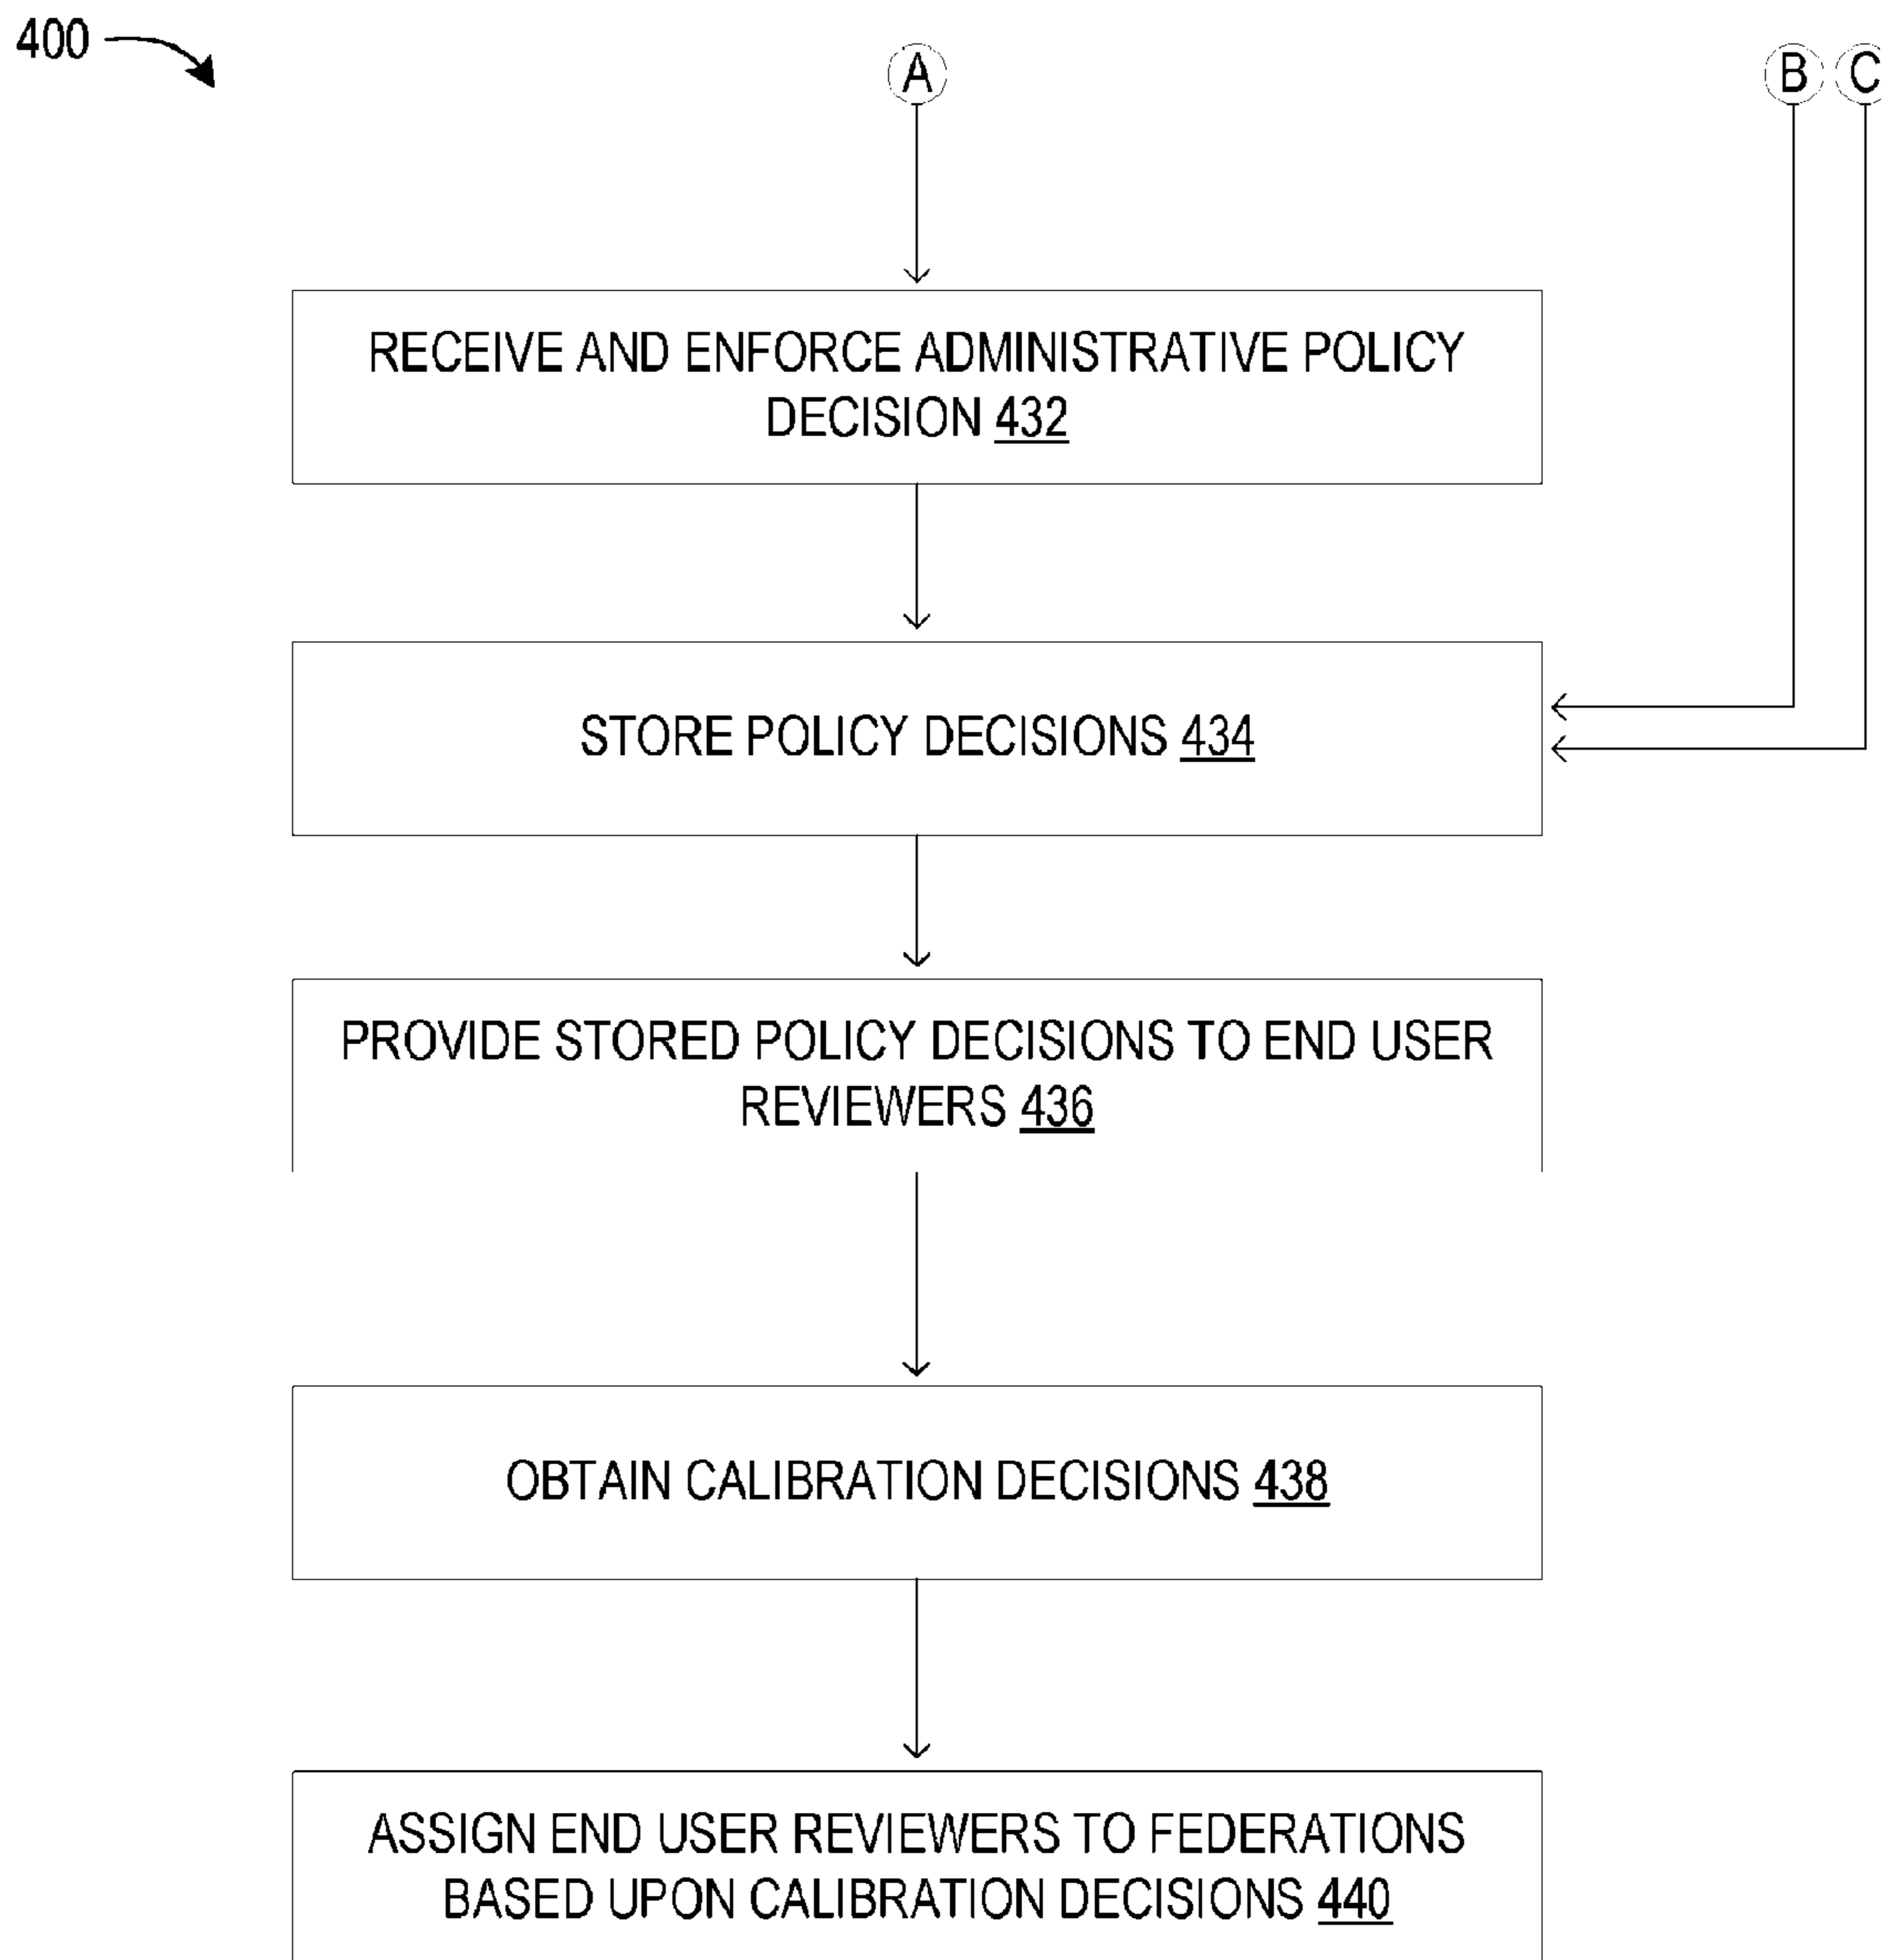 400
A
B
C
RECEIVE AND ENFORCE ADMINISTRATIVE POLICY
DECISION 432
STORE POLICY DECISIONS 434
PROVIDE STORED POLICY DECISIONS TO END USER
REVIEWERS 436
OBTAIN CALIBRATION DECISIONS 438
ASSIGN END USER REVIEWERS TO FEDERATIONS
BASED UPON CALIBRATION DECISIONS 440